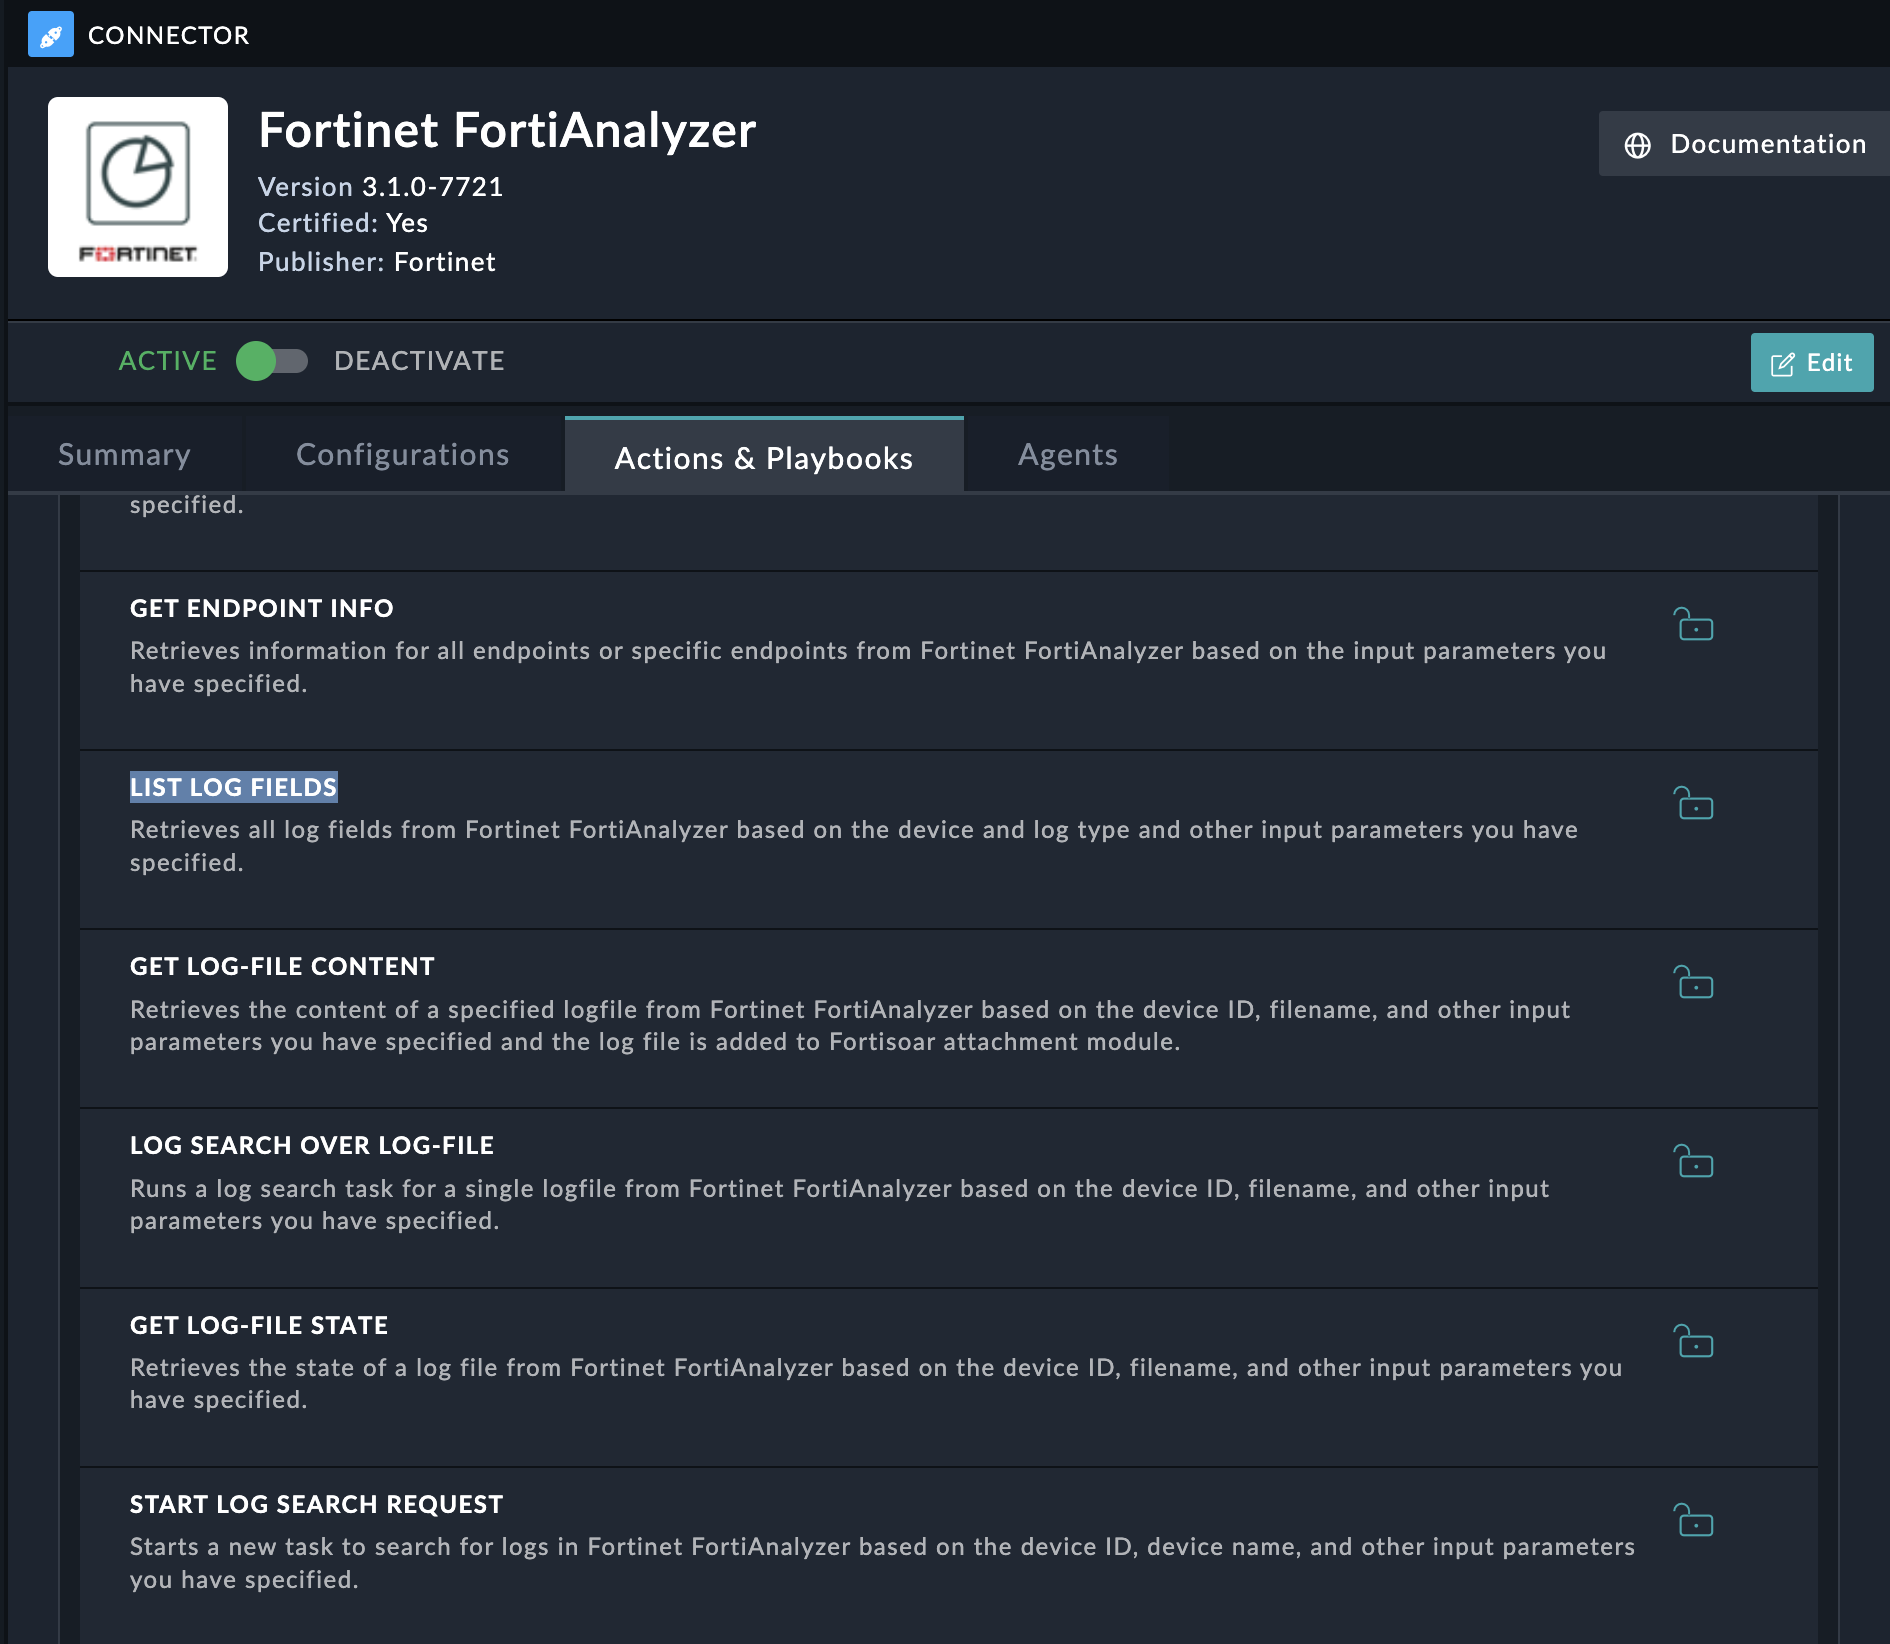 CONNECTOR
Fortinet FortiAnalyzer
Version 3.1.0-7721
Certified: Yes
Publisher: Fortinet
FORTINET
Documentation
ACTIVE DEACTIVATE
Edit
Summary Configurations Actions & Playbooks Agents
specified.
GET ENDPOINT INFO
Retrieves information for all endpoints or specific endpoints from Fortinet FortiAnalyzer based on the input parameters you
have specified.
LIST LOG FIELDS
Retrieves all log fields from Fortinet FortiAnalyzer based on the device and log type and other input parameters you have
specified.
GET LOG-FILE CONTENT
Retrieves the content of a specified logfile from Fortinet FortiAnalyzer based on the device ID, filename, and other input
parameters you have specified and the log file is added to Fortisoar attachment module.
LOG SEARCH OVER LOG-FILE
Runs a log search task for a single logfile from Fortinet FortiAnalyzer based on the device ID, filename, and other input
parameters you have specified.
GET LOG-FILE STATE
Retrieves the state of a log file from Fortinet FortiAnalyzer based on the device ID, filename, and other input parameters you
have specified.
START LOG SEARCH REQUEST
Starts a new task to search for logs in Fortinet FortiAnalyzer based on the device ID, device name, and other input parameters
you have specified.